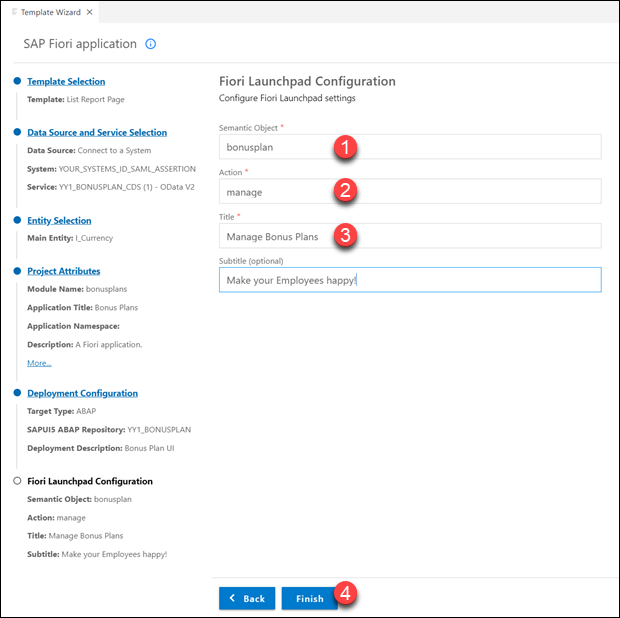 Template Wizard ×
SAP Fiori application
Template Selection
Template: List Report Page
Data Source and Service Selection
Data Source: Connect to a System
System: YOUR_SYSTEMS_ID_SAML_ASSERTION
Service: YY1_BONUSPLAN_CDS (1) - OData V2
Entity Selection
Main Entity: I_Currency
Project Attributes
Module Name: bonusplans
Application Title: Bonus Plans
Application Namespace:
Description: A Fiori application.
More...
Deployment Configuration
Target Type: ABAP
SAPUI5 ABAP Repository: YY1_BONUSPLAN
Deployment Description: Bonus Plan UI
Fiori Launchpad Configuration
Semantic Object: bonusplan
Action: manage
Title: Manage Bonus Plans
Subtitle: Make your Employees happy!
Fiori Launchpad Configuration
Configure Fiori Launchpad settings
Semantic Object *
bonusplan 1
Action *
manage 2
Title *
Manage Bonus Plans 3
Subtitle (optional)
Make your Employees happy!
Back Finish 4